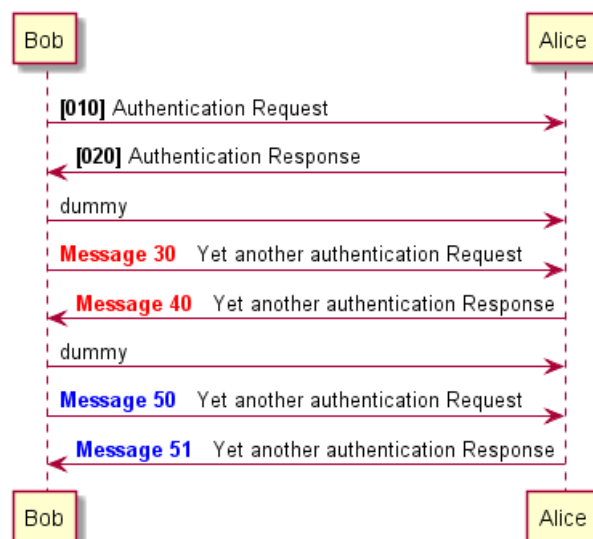 Bob Alice
[010] Authentication Request
[020] Authentication Response
dummy
Message 30 Yet another authentication Request
Message 40 Yet another authentication Response
dummy
Message 50 Yet another authentication Request
Message 51 Yet another authentication Response
Bob Alice